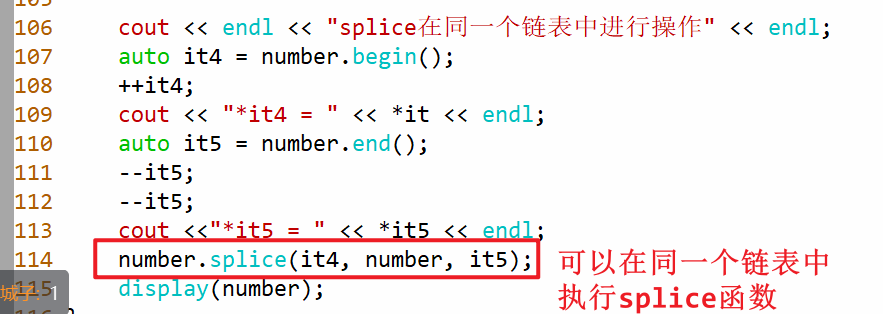 106 cout << endl << "splice在同一个链表中进行操作" << endl;
107 auto it4 = number.begin();
108 ++it4;
109 cout << "*it4 = " << *it << endl;
110 auto it5 = number.end();
111 --it5;
112 --it5;
113 cout <<"*it5 = " << *it5 << endl;
114 number.splice(it4, number, it5);
115 display(number);
可以在同一个链表中
执行splice函数
城子: 1